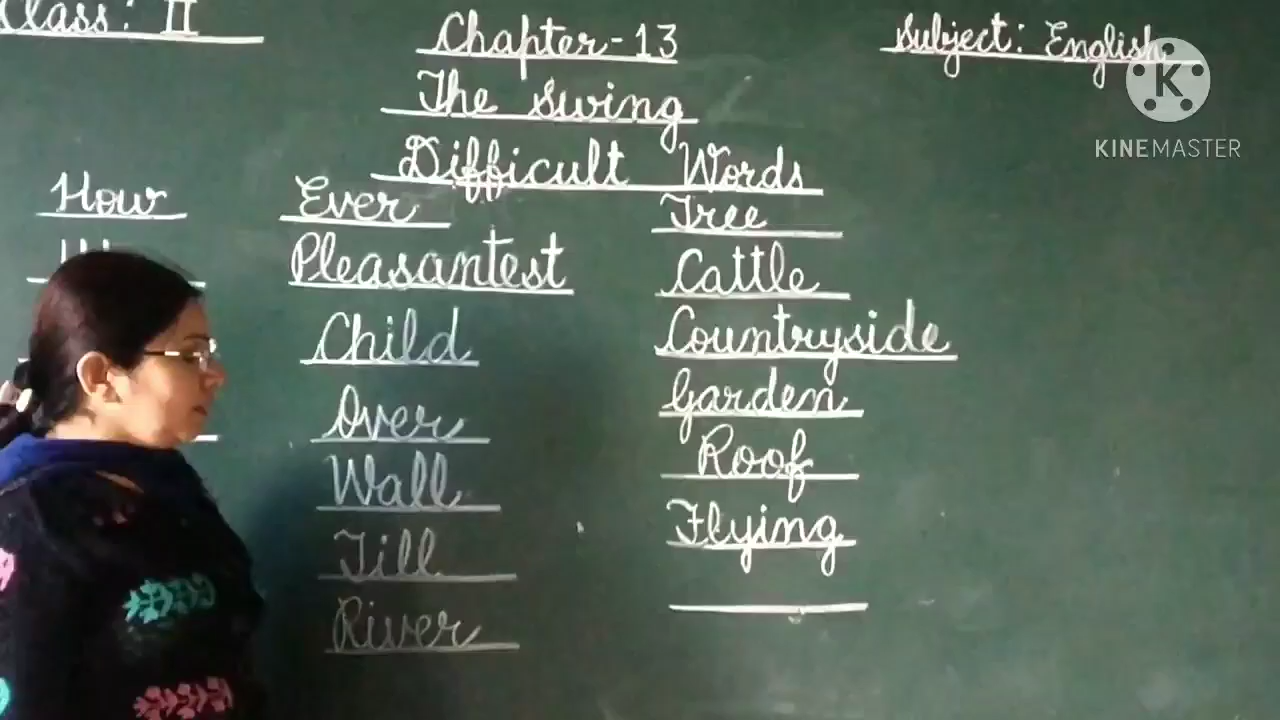 Class: II
Chapter-13
Subject: English
The Swing
Difficult Words
How
Ever
Tree
Pleasantest
Cattle
Child
Countryside
Over
Garden
Wall
Roof
Till
Flying
River
K
KINEMASTER